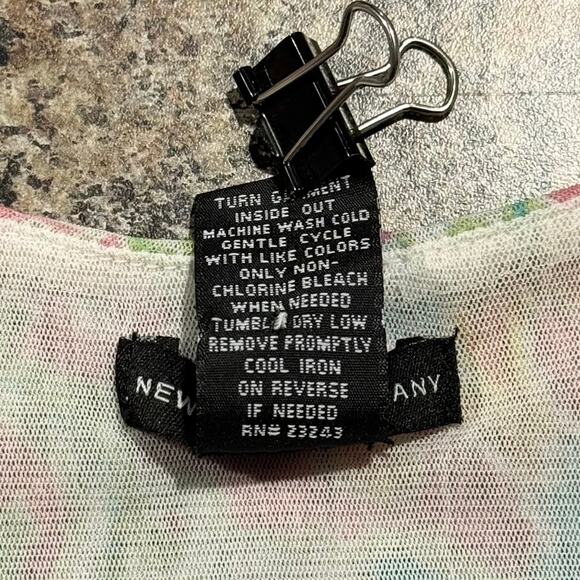 TURN GARMENT
INSIDE OUT
MACHINE WASH COLD
GENTLE CYCLE
WITH LIKE COLORS
ONLY NON-
CHLORINE BLEACH
WHEN NEEDED
TUMBLE DRY LOW
REMOVE PROMPTLY
COOL IRON
ON REVERSE
IF NEEDED
RN# 23243
NEW
ANY